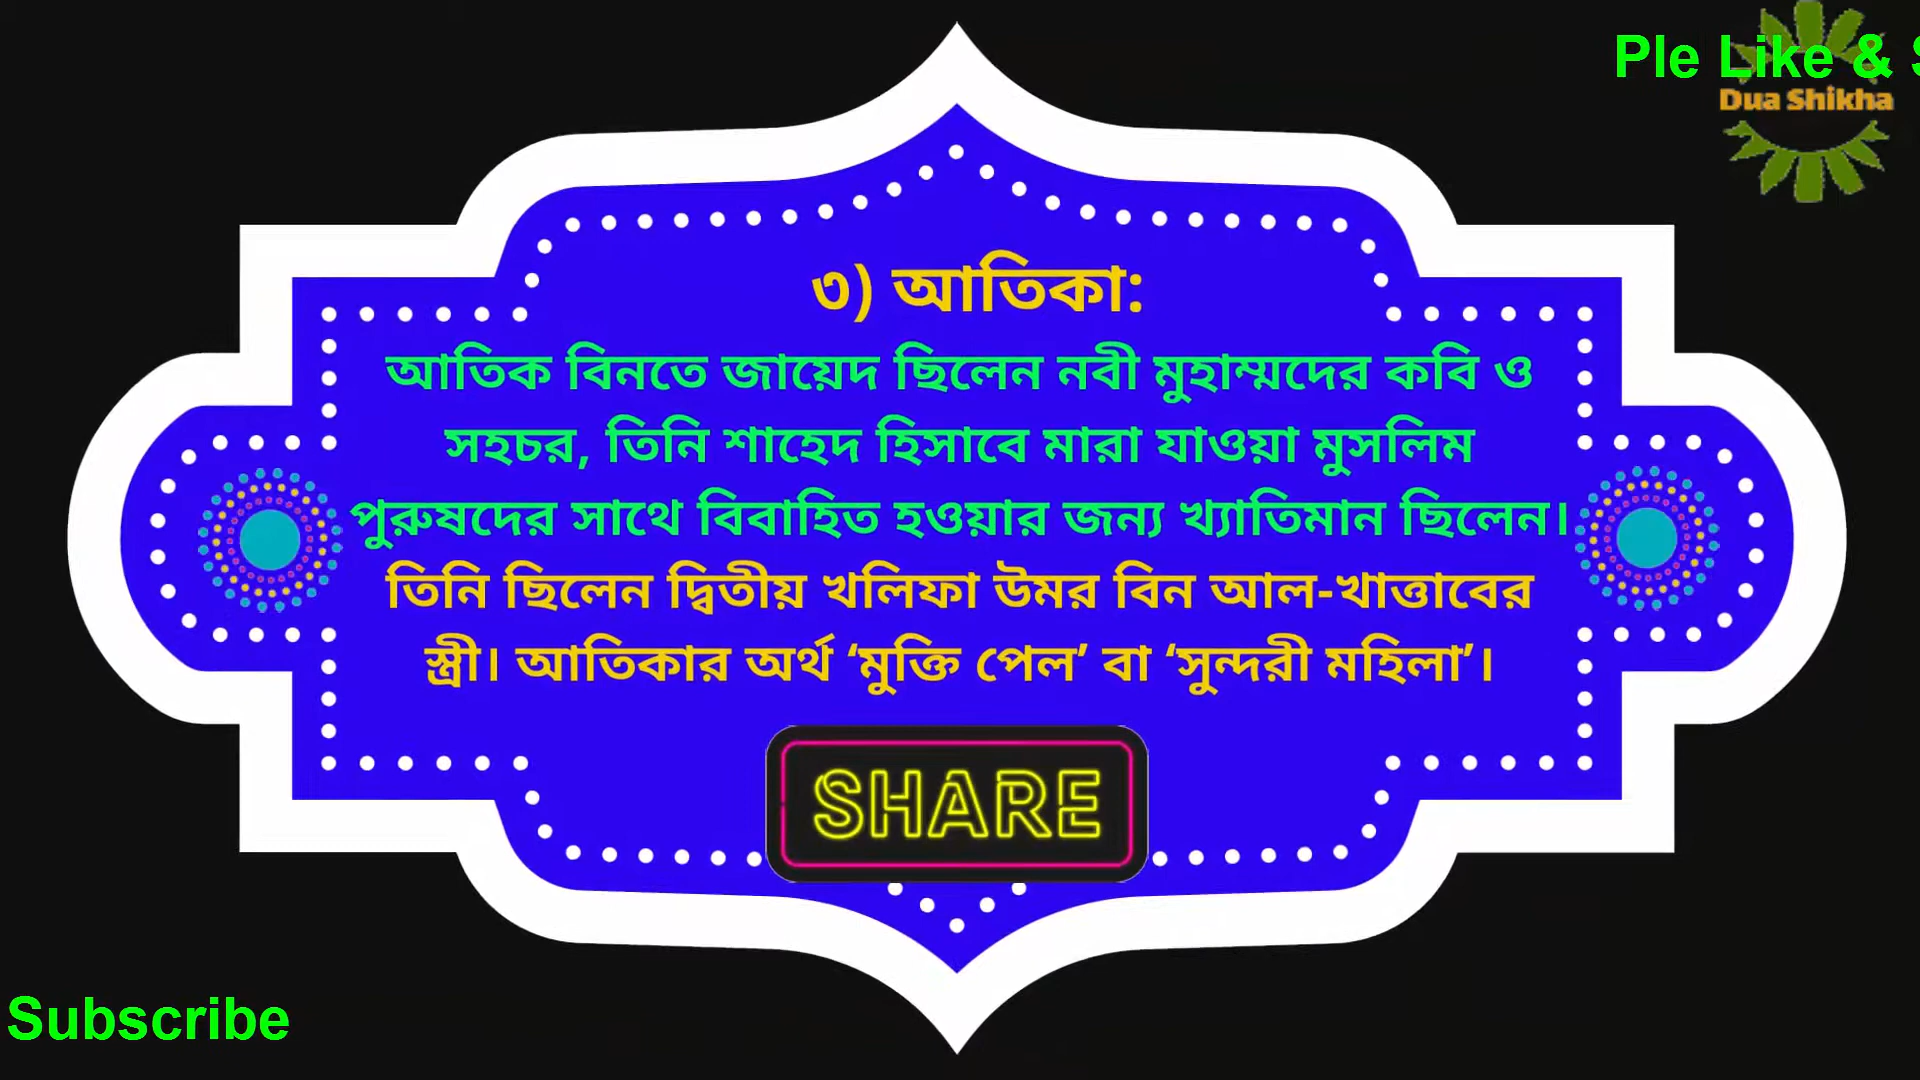 Ple Like & S
Dua Shikha
৩) আতিকা:
আতিক বিনতে জায়েদ ছিলেন নবী মুহাম্মদের কবি ও
সহচর, তিনি শাহেদ হিসাবে মারা যাওয়া মুসলিম
পুরুষদের সাথে বিবাহিত হওয়ার জন্য খ্যাতিমান ছিলেন।
তিনি ছিলেন দ্বিতীয় খলিফা উমর বিন আল-খাত্তাবের
স্ত্রী। আতিকার অর্থ ‘মুক্তি পেল’ বা ‘সুন্দরী মহিলা’।
SHARE
Subscribe